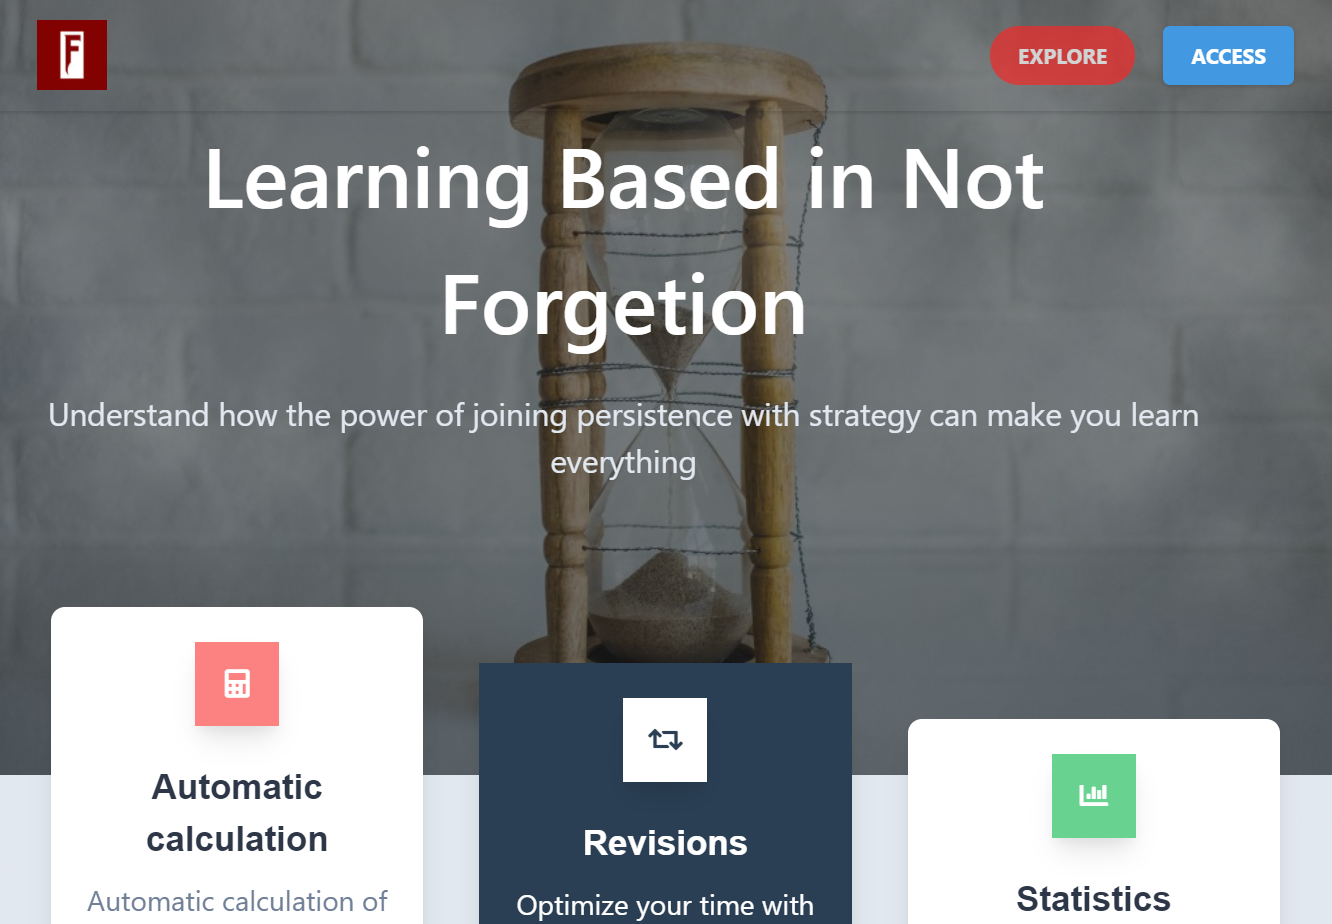 F
EXPLORE
ACCESS
Learning Based in Not
Forgetion
Understand how the power of joining persistence with strategy can make you learn
everything
Automatic
calculation
Automatic calculation of
Revisions
Optimize your time with
Statistics